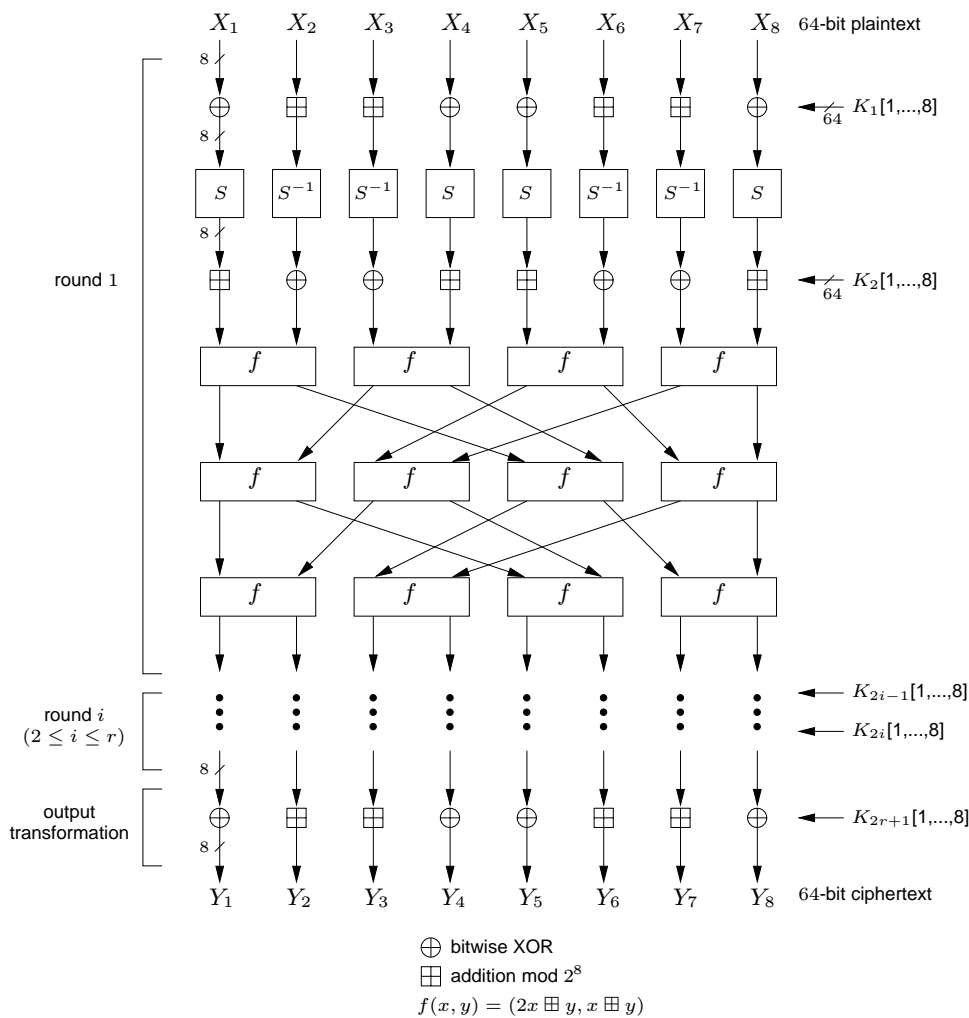 X₁ X₂ X₃ X₄ X₅ X₆ X₇ X₈ 64-bit plaintext
8
K₁[1,...,8]
64
8
S S⁻¹ S⁻¹ S S S⁻¹ S⁻¹ S
8
round 1
K₂[1,...,8]
64
f f f f
f f f f
f f f f
K₂ᵢ₋₁[1,...,8]
round i
(2 ≤ i ≤ r)
K₂ᵢ[1,...,8]
8
output
transformation
K₂ᵣ₊₁[1,...,8]
8
Y₁ Y₂ Y₃ Y₄ Y₅ Y₆ Y₇ Y₈ 64-bit ciphertext
⊕ bitwise XOR
⊞ addition mod 2⁸
f(x, y) = (2x ⊞ y, x ⊞ y)